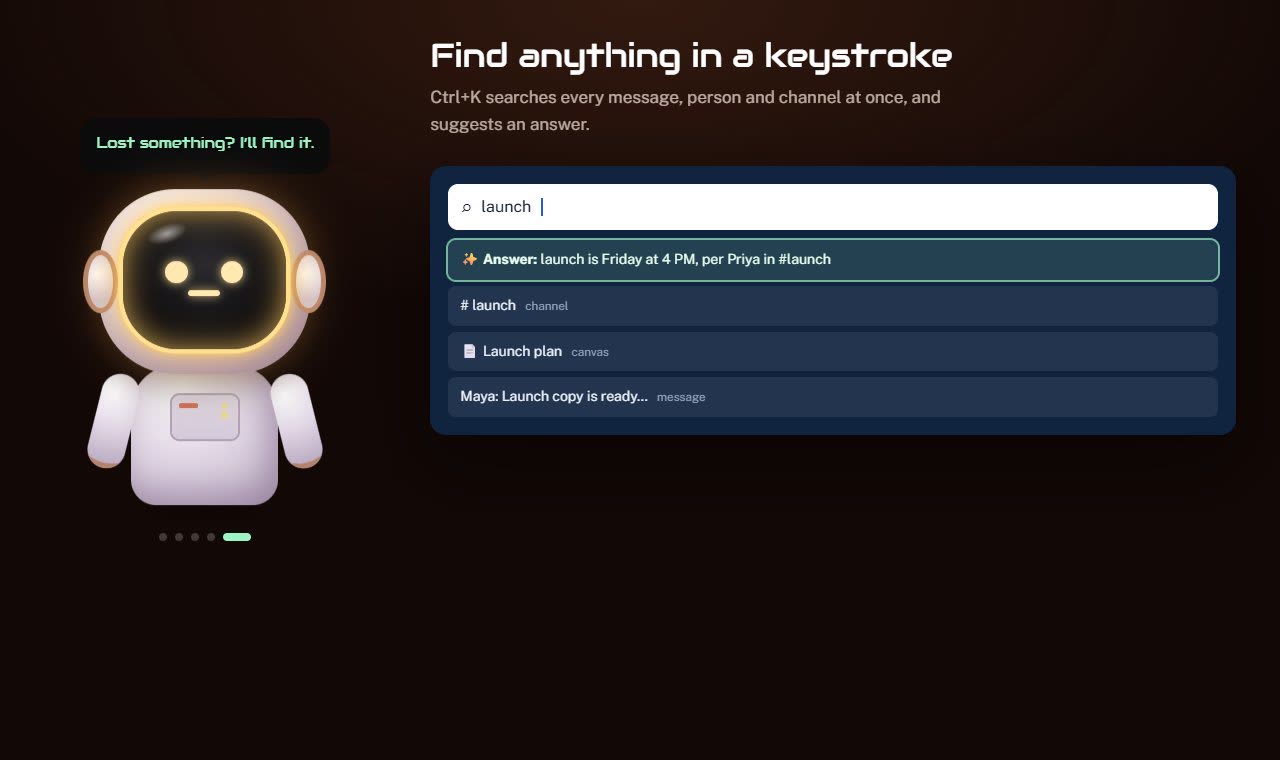 Find anything in a keystroke
Ctrl+K searches every message, person and channel at once, and
suggests an answer.
Lost something? I'll find it.
launch
✨ Answer: launch is Friday at 4 PM, per Priya in #launch
# launch channel
Launch plan canvas
Maya: Launch copy is ready... message